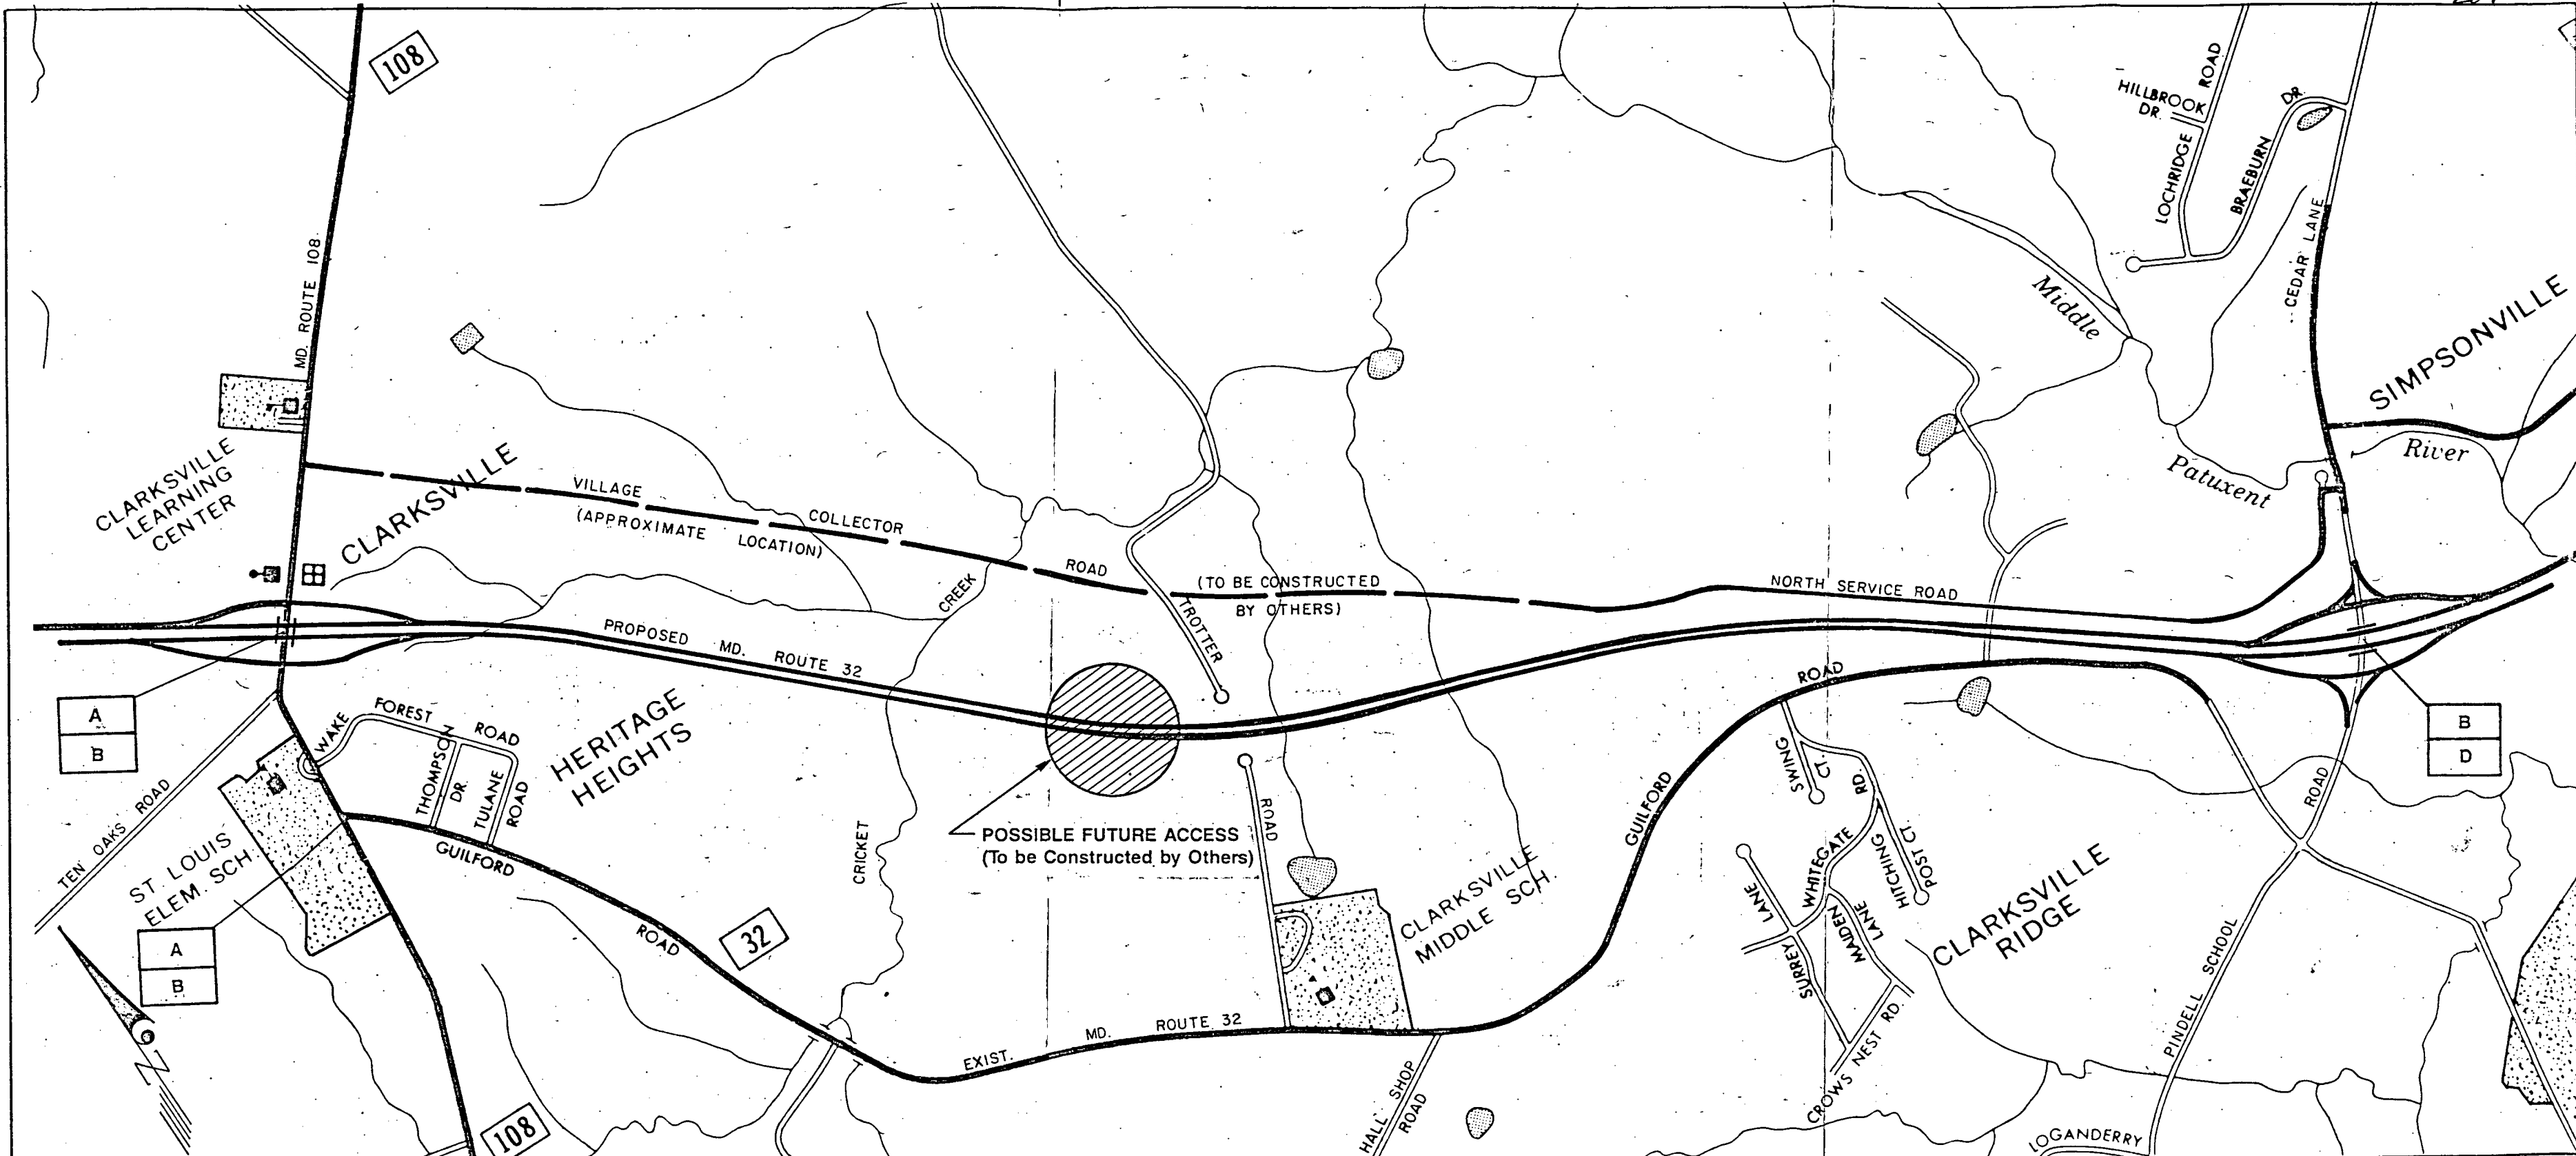 108
MD. ROUTE 108
CLARKSVILLE
LEARNING
CENTER
CLARKSVILLE
VILLAGE COLLECTOR ROAD
(APPROXIMATE LOCATION)
(TO BE CONSTRUCTED
BY OTHERS)
NORTH SERVICE ROAD
PROPOSED MD. ROUTE 32
CREEK
CRICKET
TROTTER
ROAD
HILLBROOK
DR.
LOCHRIDGE ROAD
BRAEBURN DR.
CEDAR LANE
SIMPSONVILLE
Middle
Patuxent
River
A
B
TEN OAKS ROAD
WAKE FOREST ROAD
THOMPSON
DR.
TULANE
ROAD
HERITAGE
HEIGHTS
ST. LOUIS
ELEM. SCH.
GUILFORD ROAD
A
B
32
POSSIBLE FUTURE ACCESS
(To be Constructed by Others)
CLARKSVILLE
MIDDLE SCH.
EXIST. MD. ROUTE 32
GUILFORD ROAD
SWING
CT.
WHITEGATE RD.
HITCHING
POST CT.
MAIDEN
LANE
SURREY LANE
CROWS NEST RD.
CLARKSVILLE
RIDGE
PINDELL SCHOOL ROAD
B
D
HALL SHOP
ROAD
LOGANDERRY
108
N